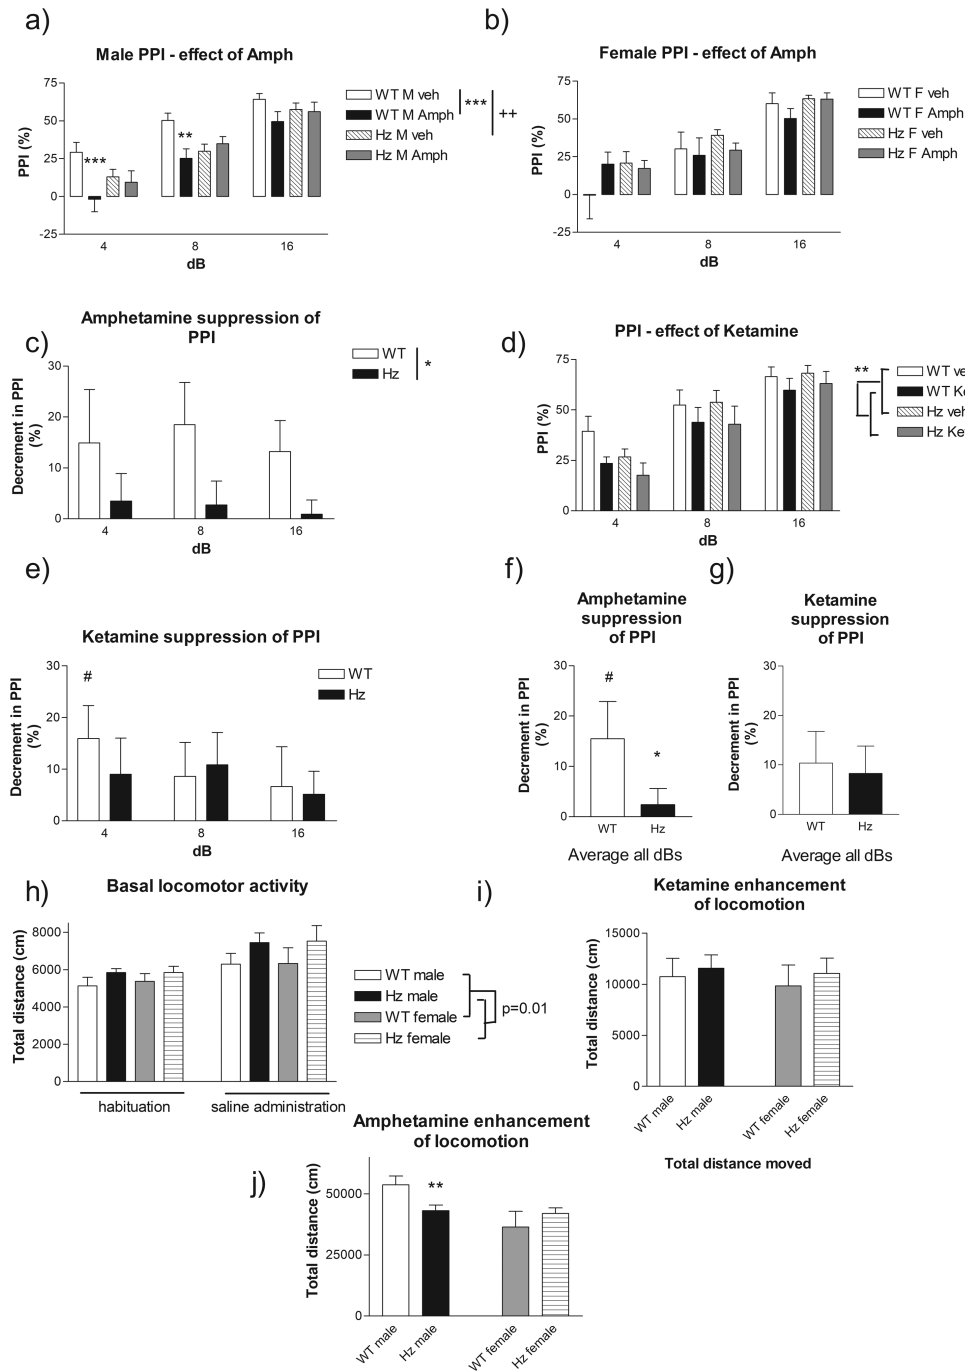 a)
Male PPI - effect of Amph
PPI (%)
75
50
25
0
-25
***
**
4
8
16
dB
WT M veh
WT M Amph
Hz M veh
Hz M Amph
***
++
b)
Female PPI - effect of Amph
PPI (%)
75
50
25
0
-25
4
8
16
dB
WT F veh
WT F Amph
Hz F veh
Hz F Amph
c)
Amphetamine suppression of
PPI
Decrement in PPI
(%)
30
20
10
0
4
8
16
dB
WT
Hz
*
d)
PPI - effect of Ketamine
PPI (%)
75
50
25
0
4
8
16
dB
**
WT ve
WT Ke
Hz veh
Hz Ke
e)
Ketamine suppression of PPI
Decrement in PPI
(%)
30
20
10
0
#
4
8
16
dB
WT
Hz
f)
Amphetamine
suppression
of PPI
Decrement in PPI
(%)
30
20
10
0
#
*
WT
Hz
Average all dBs
g)
Ketamine
suppression
of PPI
Decrement in PPI
(%)
30
20
10
0
WT
Hz
Average all dBs
h)
Basal locomotor activity
Total distance (cm)
8000
6000
4000
2000
0
habituation
saline administration
WT male
Hz male
WT female
Hz female
p=0.01
i)
Ketamine enhancement
of locomotion
Total distance (cm)
15000
10000
5000
0
WT male
Hz male
WT female
Hz female
Total distance moved
j)
Amphetamine enhancement
of locomotion
Total distance (cm)
50000
25000
0
**
WT male
Hz male
WT female
Hz female